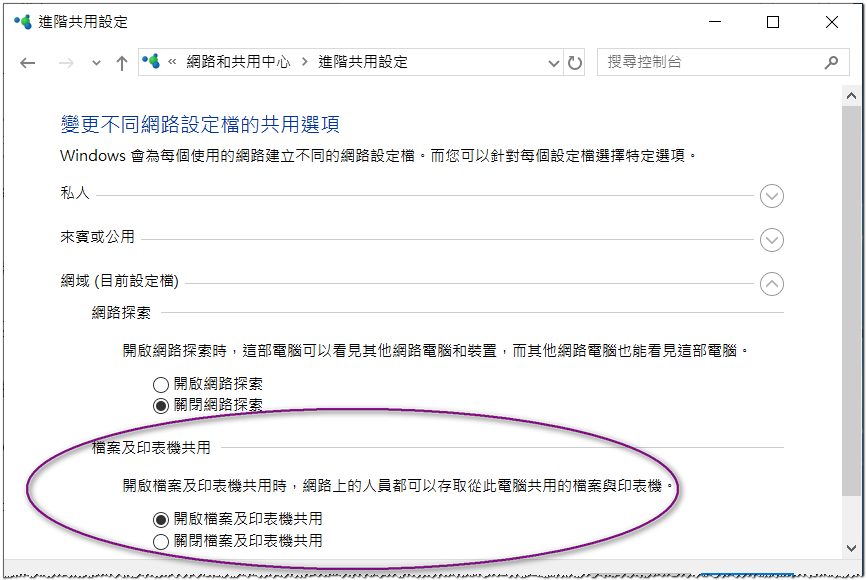 進階共用設定
« 網路和共用中心 › 進階共用設定
搜尋控制台
變更不同網路設定檔的共用選項
Windows 會為每個使用的網路建立不同的網路設定檔。而您可以針對每個設定檔選擇特定選項。
私人
來賓或公用
網域 (目前設定檔)
網路探索
開啟網路探索時，這部電腦可以看見其他網路電腦和裝置，而其他網路電腦也能看見這部電腦。
開啟網路探索
關閉網路探索
檔案及印表機共用
開啟檔案及印表機共用時，網路上的人員都可以存取從此電腦共用的檔案與印表機。
開啟檔案及印表機共用
關閉檔案及印表機共用